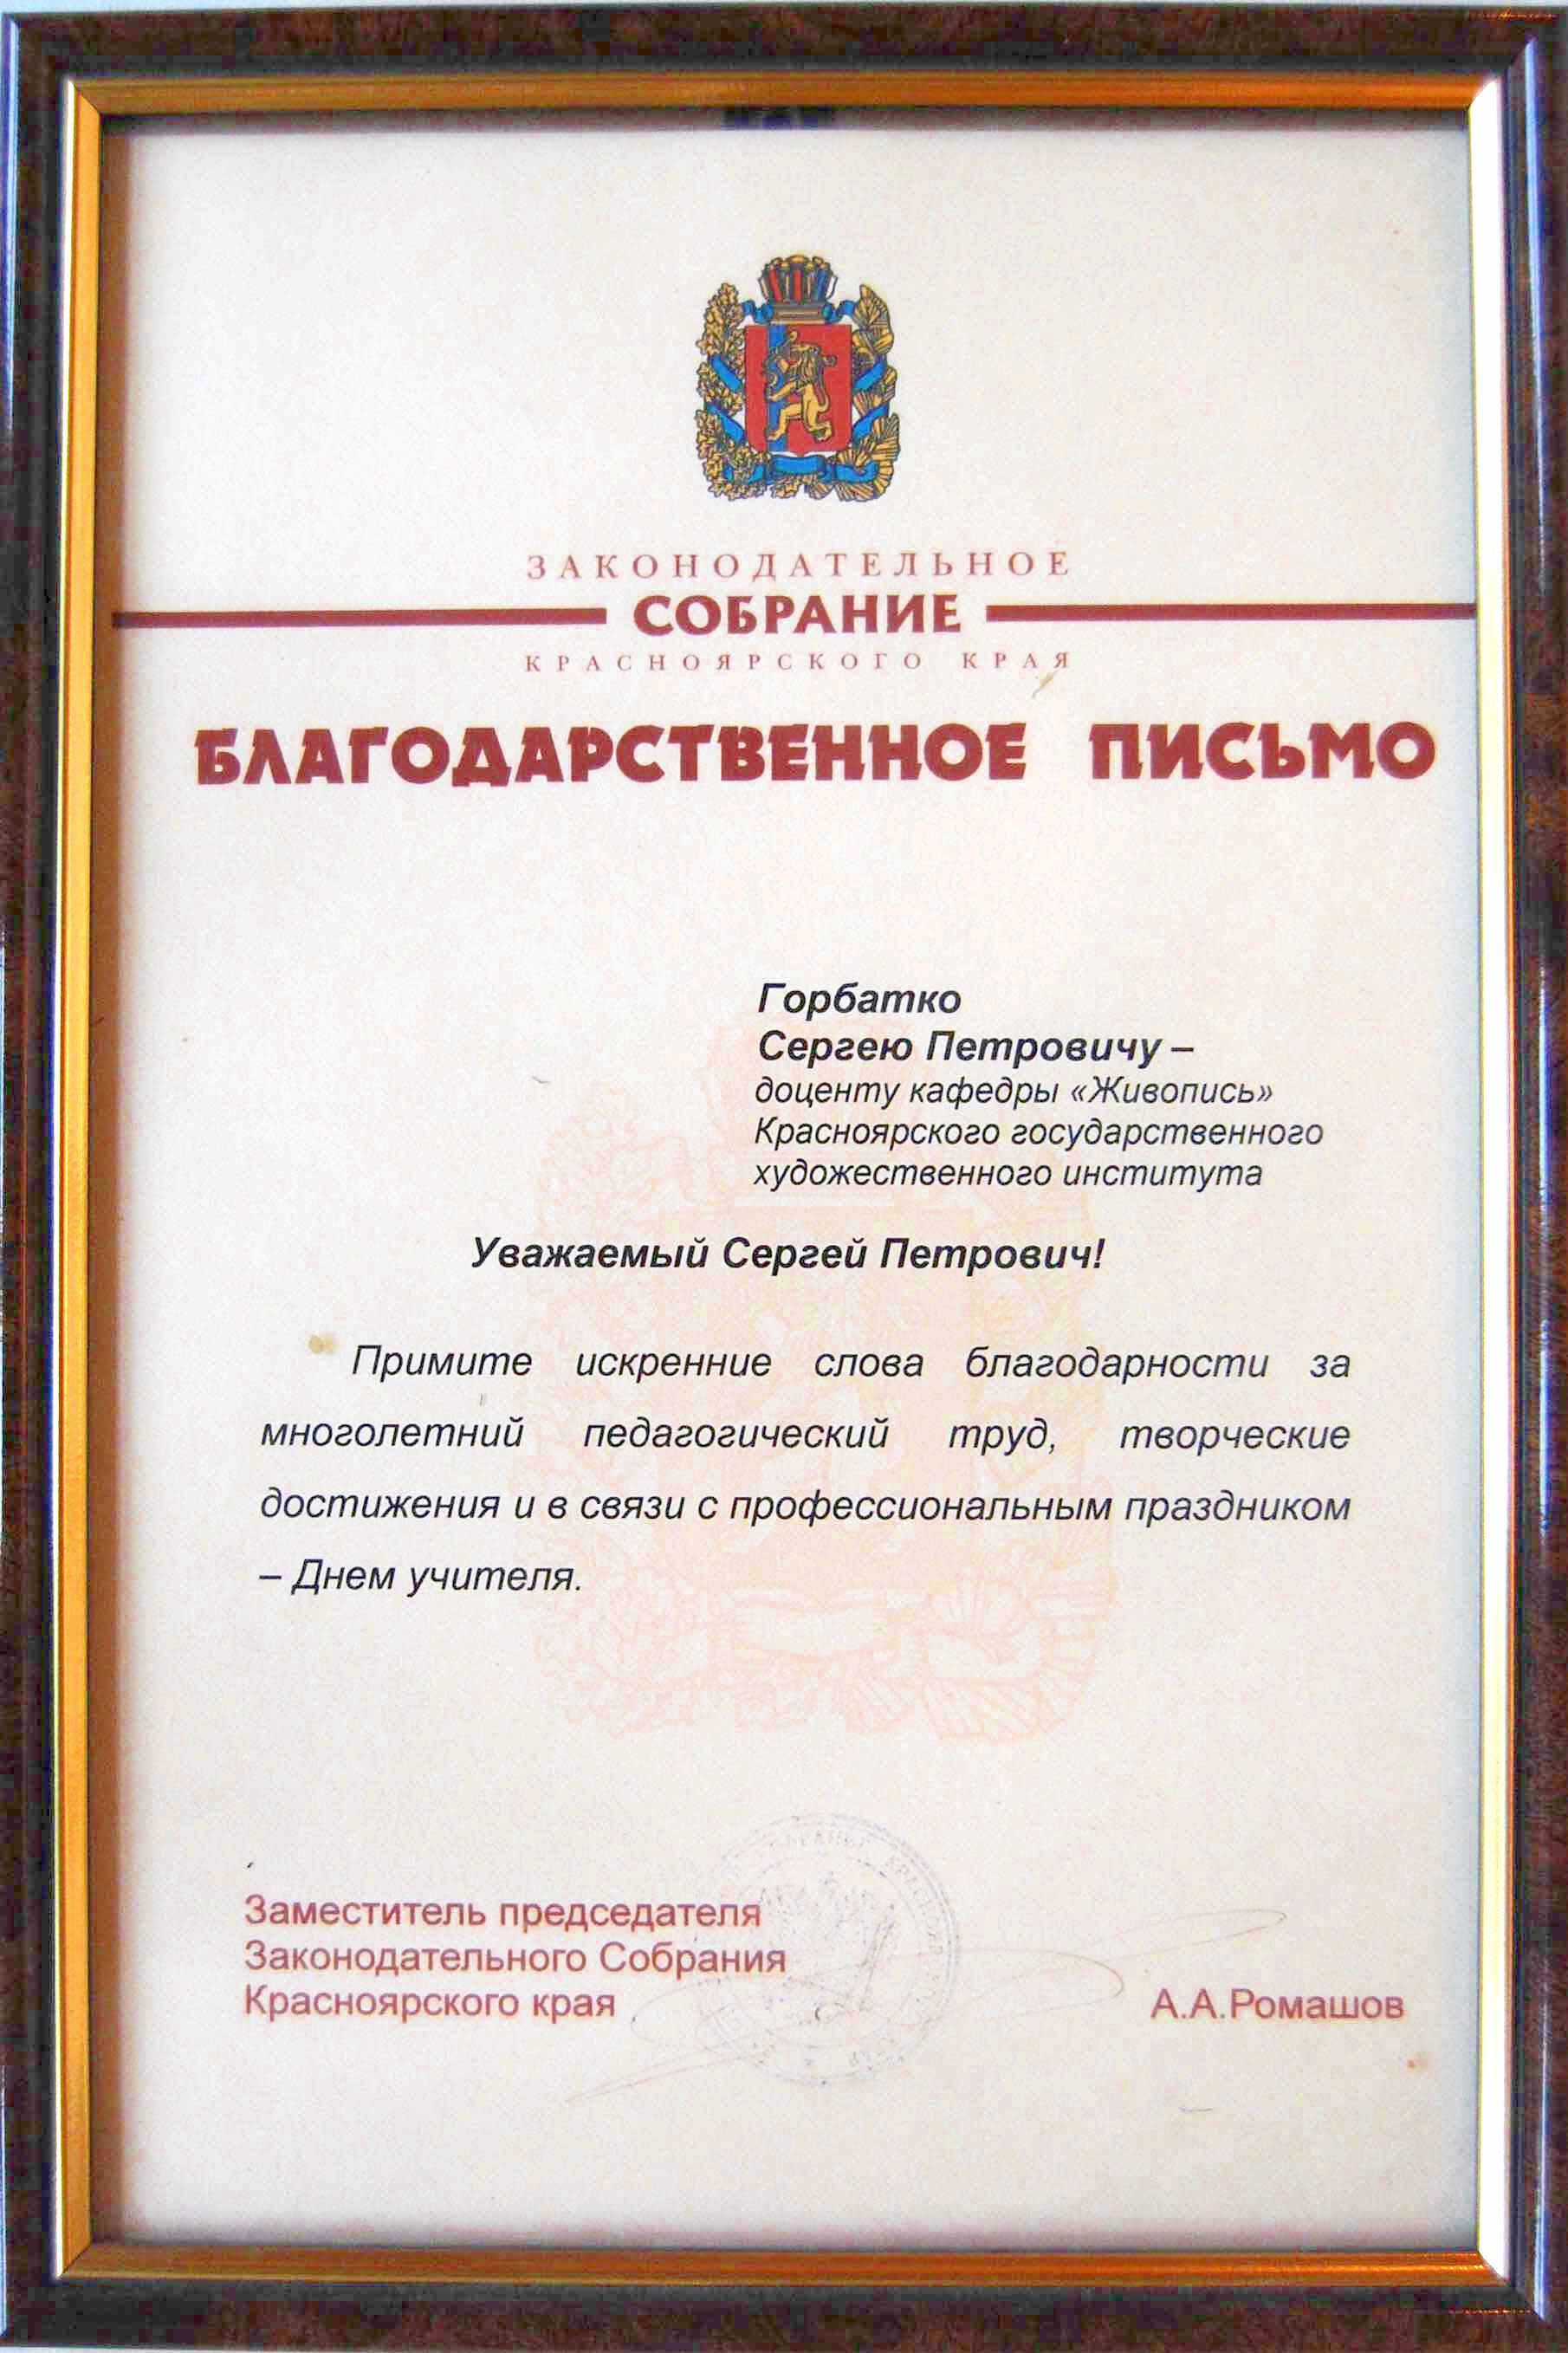 ЗАКОНОДАТЕЛЬНОЕ
СОБРАНИЕ
КРАСНОЯРСКОГО КРАЯ
БЛАГОДАРСТВЕННОЕ ПИСЬМО
Горбатко
Сергею Петровичу –
доценту кафедры «Живопись»
Красноярского государственного
художественного института
Уважаемый Сергей Петрович!
Примите искренние слова благодарности за
многолетний педагогический труд, творческие
достижения и в связи с профессиональным праздником
– Днем учителя.
Заместитель председателя
Законодательного Собрания
Красноярского края
А.А.Ромашов